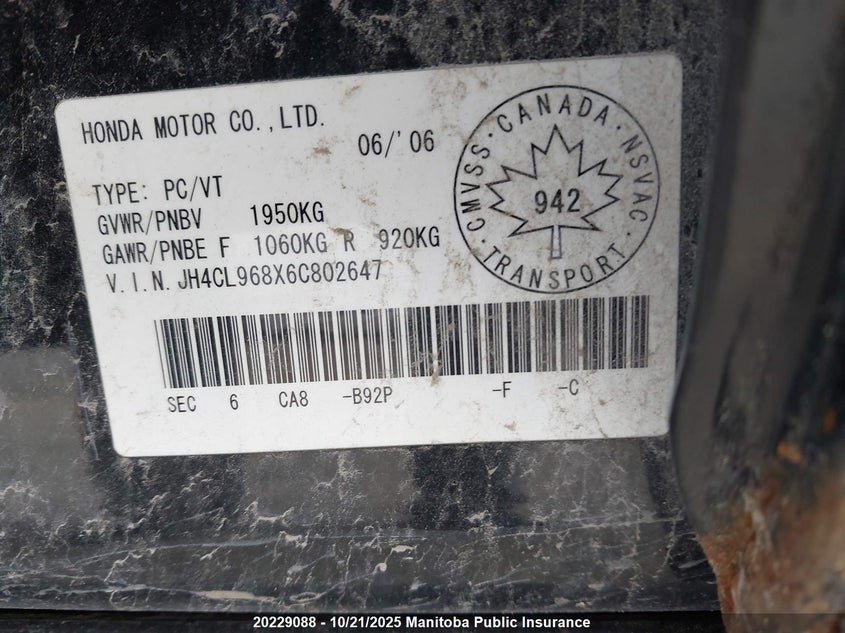 HONDA MOTOR CO.,LTD.
06/'06
TYPE: PC/VT
GVWR/PNBV 1950KG
GAWR/PNBE F 1060KG R 920KG
V.I.N. JH4CL968X6C802647
CMVSS · CANADA · NSVAC · TRANSPORT ·
942
SEC 6 CA8 -B92P -F -C
20229088 - 10/21/2025 Manitoba Public Insurance